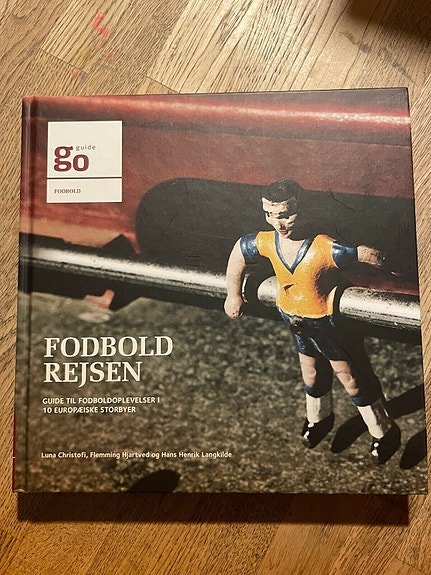 guide
go
FODBOLD
FODBOLD
REJSEN
GUIDE TIL FODBOLDOPLEVELSER I
10 EUROPÆISKE STORBYER
Luna Christofi, Flemming Hjartved og Hans Henrik Langkilde